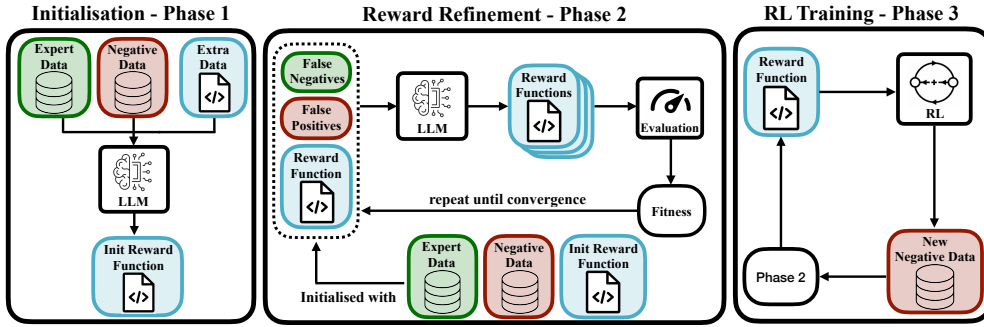 Initialisation - Phase 1
Expert
Data
Negative
Data
Extra
Data
</>
LLM
Init Reward
Function
</>
Reward Refinement - Phase 2
False
Negatives
False
Positives
Reward
Function
</>
LLM
Reward
Functions
</>
Evaluation
Fitness
repeat until convergence
Initialised with
Expert
Data
Negative
Data
Init Reward
Function
</>
RL Training - Phase 3
Reward
Function
</>
RL
New
Negative Data
Phase 2